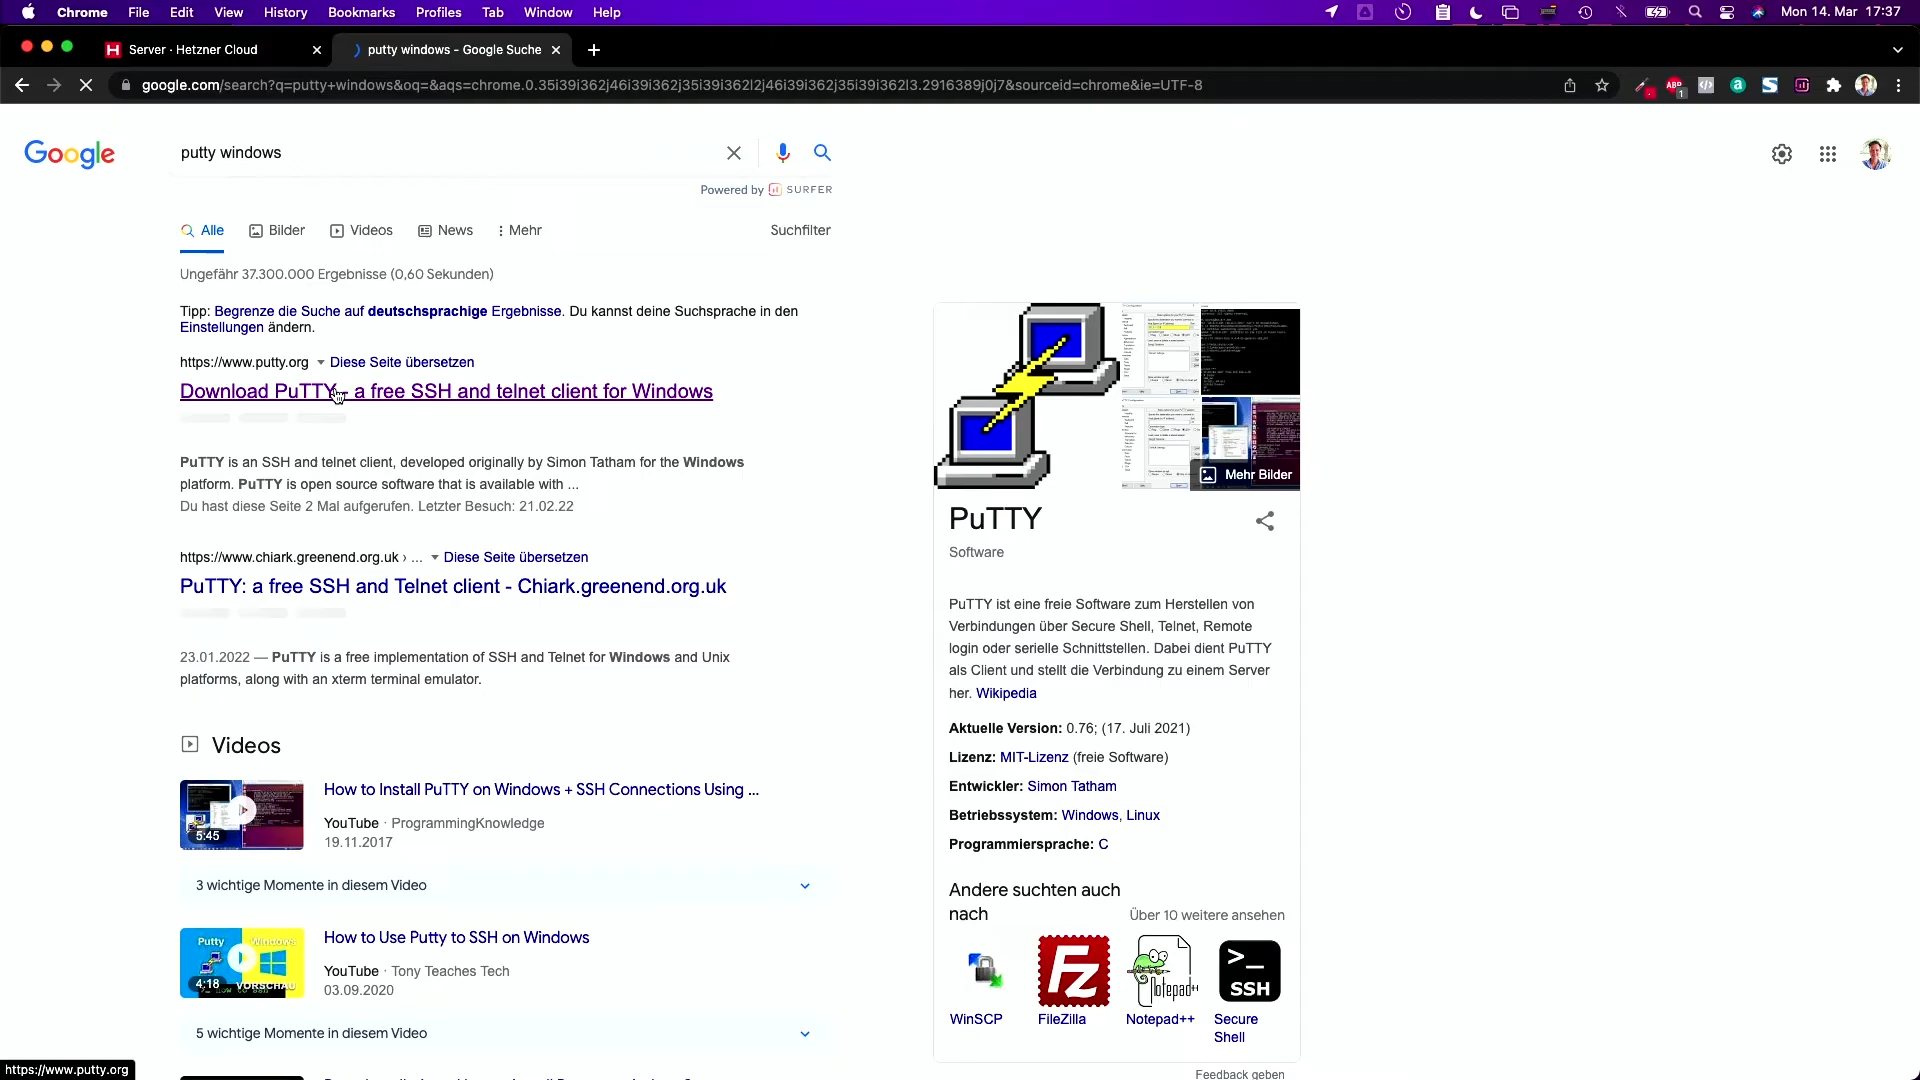 Chrome File Edit View History Bookmarks Profiles Tab Window Help Mon 14. Mar 17:37
Server · Hetzner Cloud
putty windows - Google Suche
google.com/search?q=putty+windows&oq=&aqs=chrome.0.35i39i362j46i39i362j35i39i362l2j46i39i362j35i39i362l3.2916389j0j7&sourceid=chrome&ie=UTF-8
ABP
1
Google
putty windows
Powered by SURFER
Alle Bilder Videos News Mehr Suchfilter
Ungefähr 37.300.000 Ergebnisse (0,60 Sekunden)
Tipp: Begrenze die Suche auf deutschsprachige Ergebnisse. Du kannst deine Suchsprache in den
Einstellungen ändern.
https://www.putty.org Diese Seite übersetzen
Download PuTTY - a free SSH and telnet client for Windows
PuTTY is an SSH and telnet client, developed originally by Simon Tatham for the Windows
platform. PuTTY is open source software that is available with ...
Du hast diese Seite 2 Mal aufgerufen. Letzter Besuch: 21.02.22
https://www.chiark.greenend.org.uk › ... Diese Seite übersetzen
PuTTY: a free SSH and Telnet client - Chiark.greenend.org.uk
23.01.2022 — PuTTY is a free implementation of SSH and Telnet for Windows and Unix
platforms, along with an xterm terminal emulator.
Videos
5:45
How to Install PuTTY on Windows + SSH Connections Using ...
YouTube · ProgrammingKnowledge
19.11.2017
3 wichtige Momente in diesem Video
Putty Windows
4:18 VORSCHAU
How to Use Putty to SSH on Windows
YouTube · Tony Teaches Tech
03.09.2020
5 wichtige Momente in diesem Video
https://www.putty.org
Mehr Bilder
PuTTY
Software
PuTTY ist eine freie Software zum Herstellen von
Verbindungen über Secure Shell, Telnet, Remote
login oder serielle Schnittstellen. Dabei dient PuTTY
als Client und stellt die Verbindung zu einem Server
her. Wikipedia
Aktuelle Version: 0.76; (17. Juli 2021)
Lizenz: MIT-Lizenz (freie Software)
Entwickler: Simon Tatham
Betriebssystem: Windows, Linux
Programmiersprache: C
Andere suchten auch
nach
Über 10 weitere ansehen
Fz
Notepad++
>_
SSH
WinSCP
FileZilla
Notepad++
Secure
Shell
Feedback geben